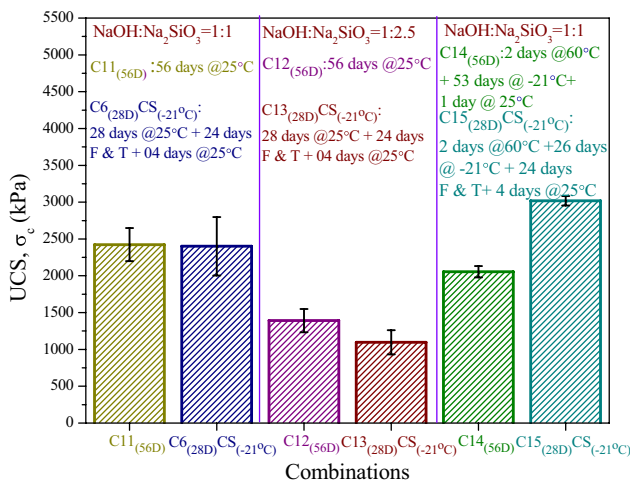 NaOH:Na₂SiO₃=1:1
C11(56D):56 days @25°C
C6(28D)CS(-21°C):
28 days @25°C + 24 days
F & T + 04 days @25°C
NaOH:Na₂SiO₃=1:2.5
C12(56D):56 days @25°C
C13(28D)CS(-21°C):
28 days @25°C + 24 days
F & T + 04 days @25°C
NaOH:Na₂SiO₃=1:1
C14(56D):2 days @60°C
+ 53 days @ -21°C+
1 day @ 25°C
C15(28D)CS(-21°C):
2 days @60°C +26 days
@ -21°C + 24 days
F & T+ 4 days @25°C
UCS, σc (kPa)
5500
5000
4500
4000
3500
3000
2500
2000
1500
1000
500
0
C11(56D) C6(28D)CS(-21°C) C12(56D) C13(28D)CS(-21°C) C14(56D) C15(28D)CS(-21°C)
Combinations